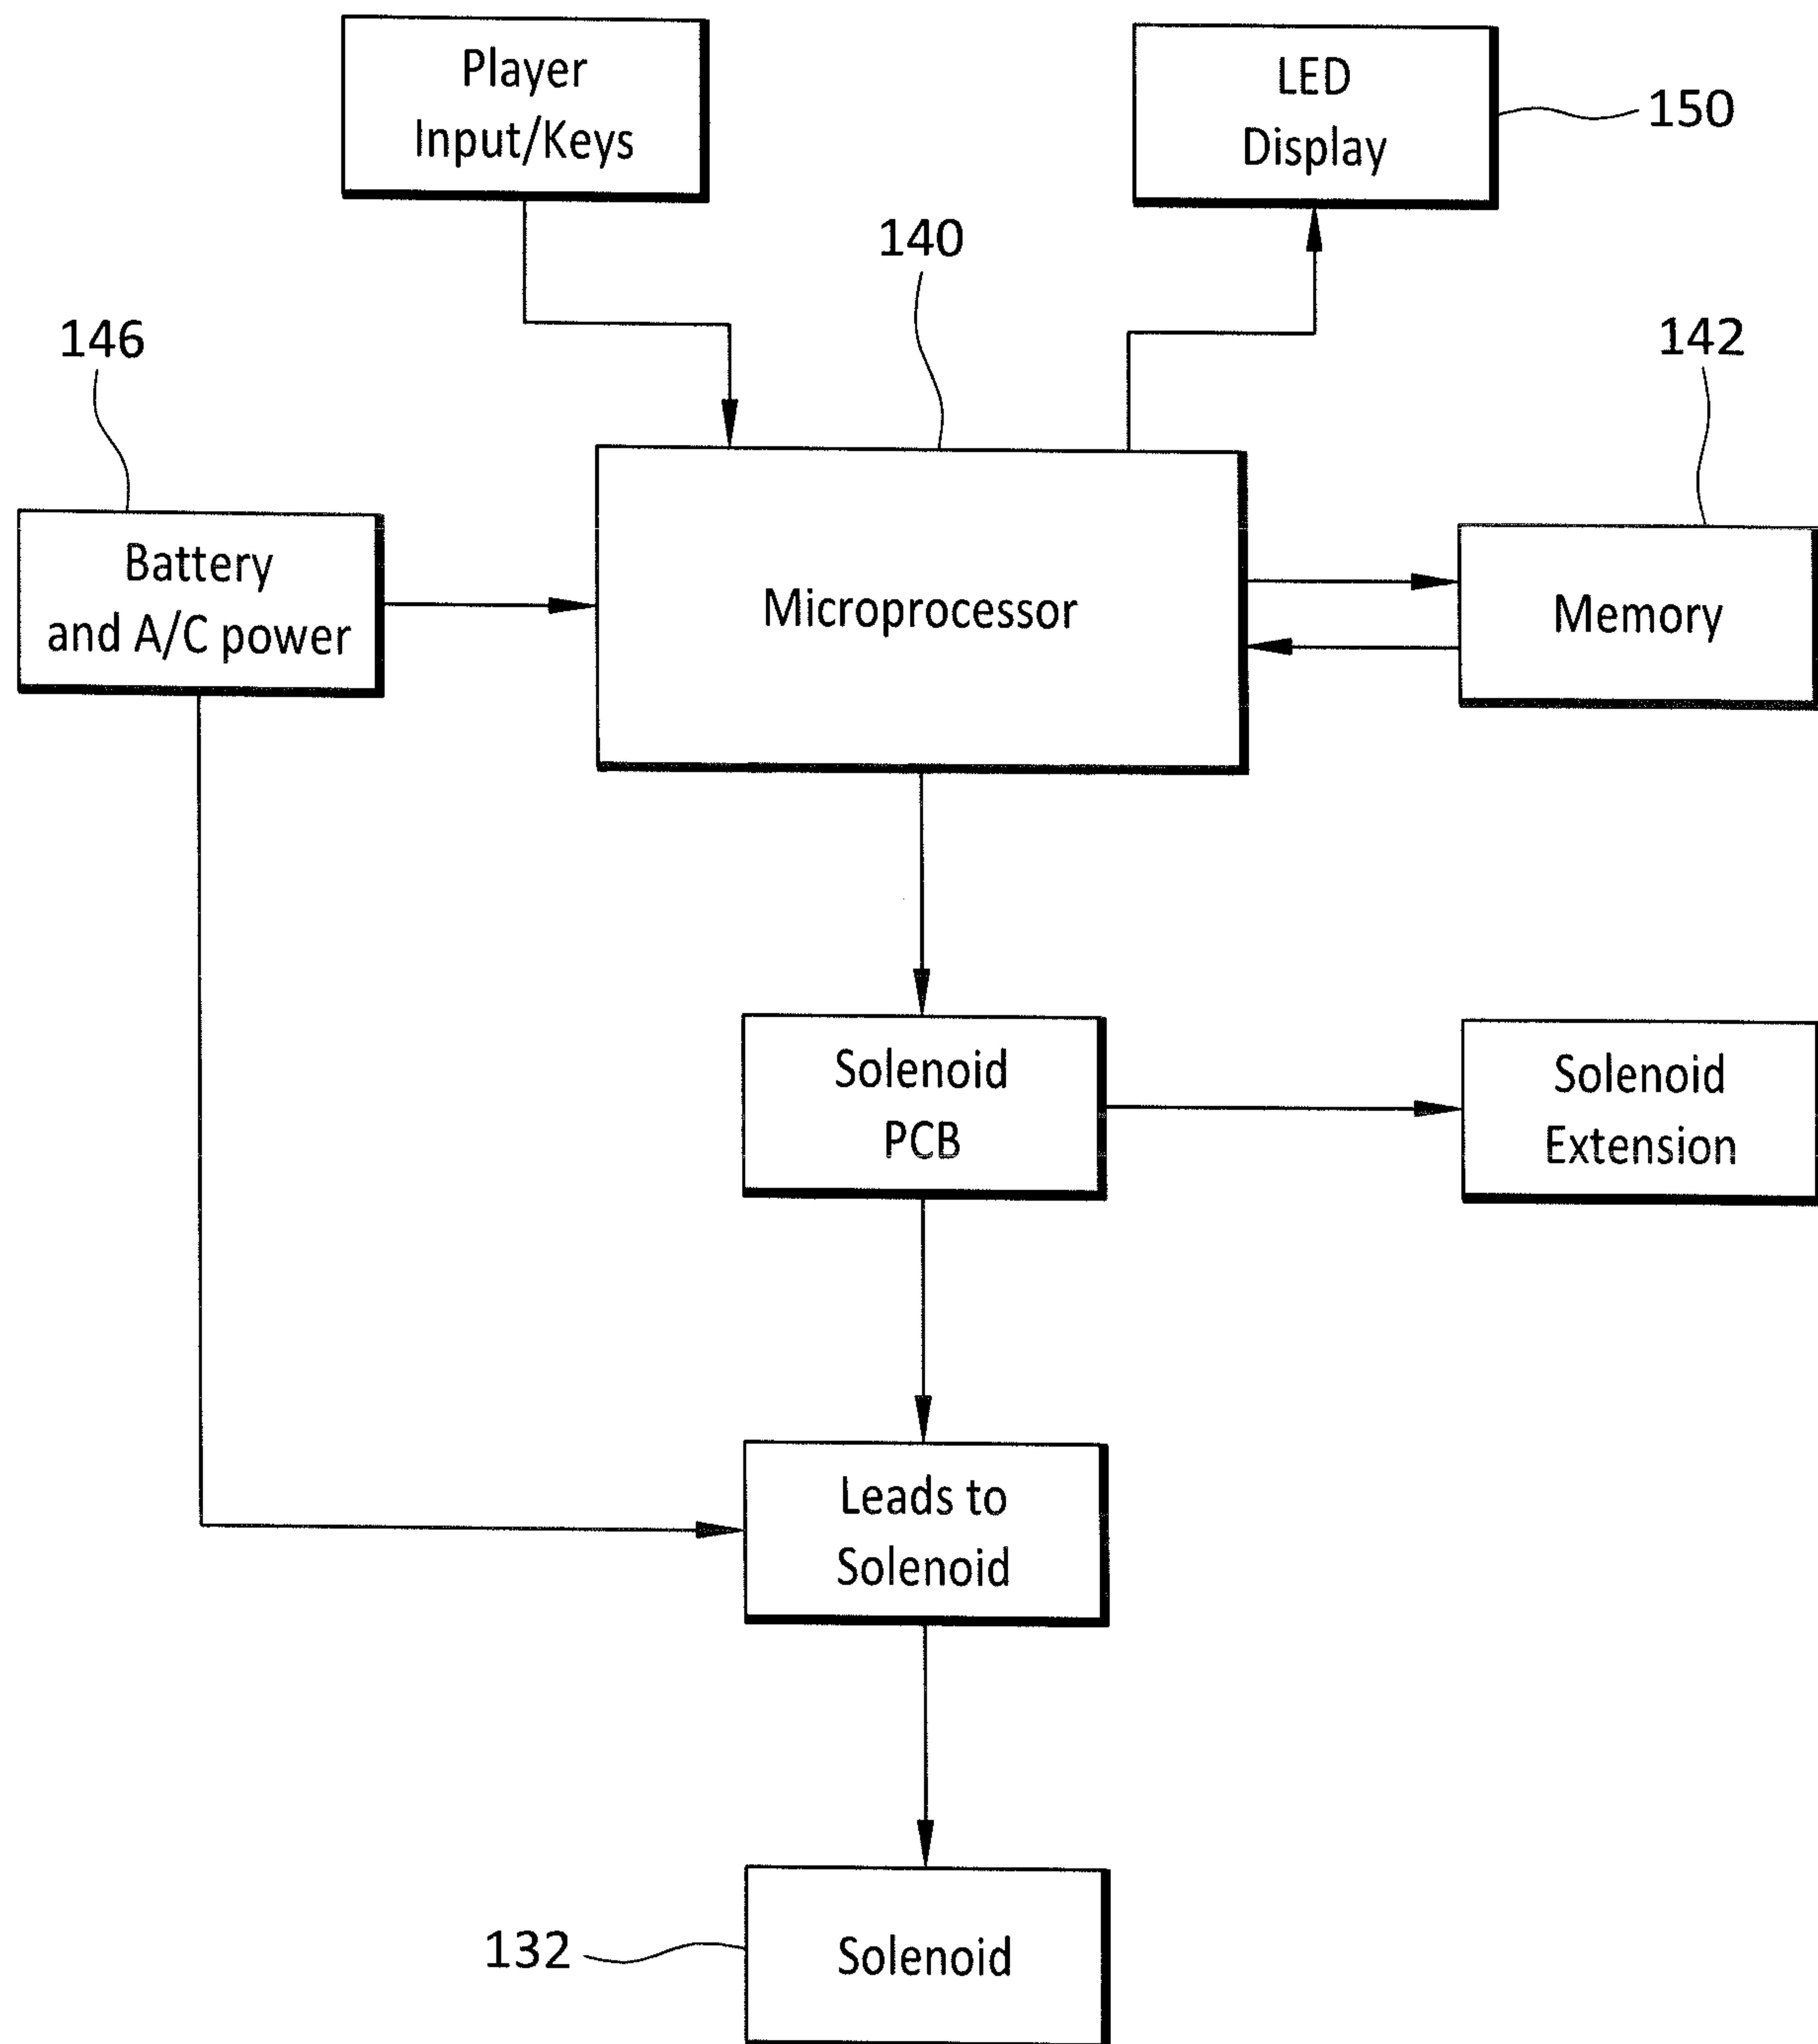 Player
Input/Keys
LED
Display
150
140
146
142
Battery
and A/C power
Microprocessor
Memory
Solenoid
PCB
Solenoid
Extension
Leads to
Solenoid
132
Solenoid